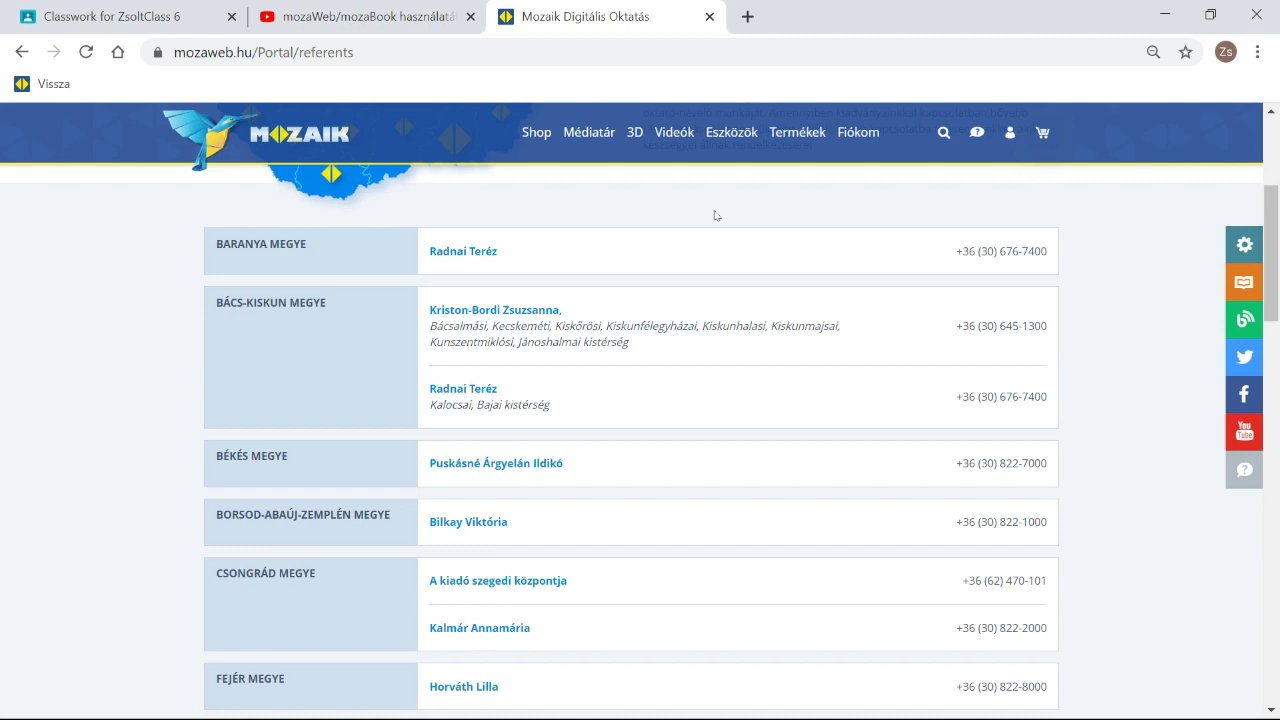 Classwork for ZsoltClass 6
mozaWeb/mozaBook használatá
Mozaik Digitális Oktatás
mozaweb.hu/Portal/referents
Zs
Vissza
MOZAIK
Shop Médiatár 3D Videók Eszközök Termékek Fiókom
BARANYA MEGYE
Radnai Teréz
+36 (30) 676-7400
BÁCS-KISKUN MEGYE
Kriston-Bordi Zsuzsanna,
Bácsalmási, Kecskeméti, Kiskőrösi, Kiskunfélegyházai, Kiskunhalasi, Kiskunmajsai,
Kunszentmiklósi, Jánoshalmai kistérség
+36 (30) 645-1300
Radnai Teréz
Kalocsai, Bajai kistérség
+36 (30) 676-7400
BÉKÉS MEGYE
Puskásné Árgyelán Ildikó
+36 (30) 822-7000
BORSOD-ABAÚJ-ZEMPLÉN MEGYE
Bilkay Viktória
+36 (30) 822-1000
CSONGRÁD MEGYE
A kiadó szegedi központja
+36 (62) 470-101
Kalmár Annamária
+36 (30) 822-2000
FEJÉR MEGYE
Horváth Lilla
+36 (30) 822-8000
You
Tube